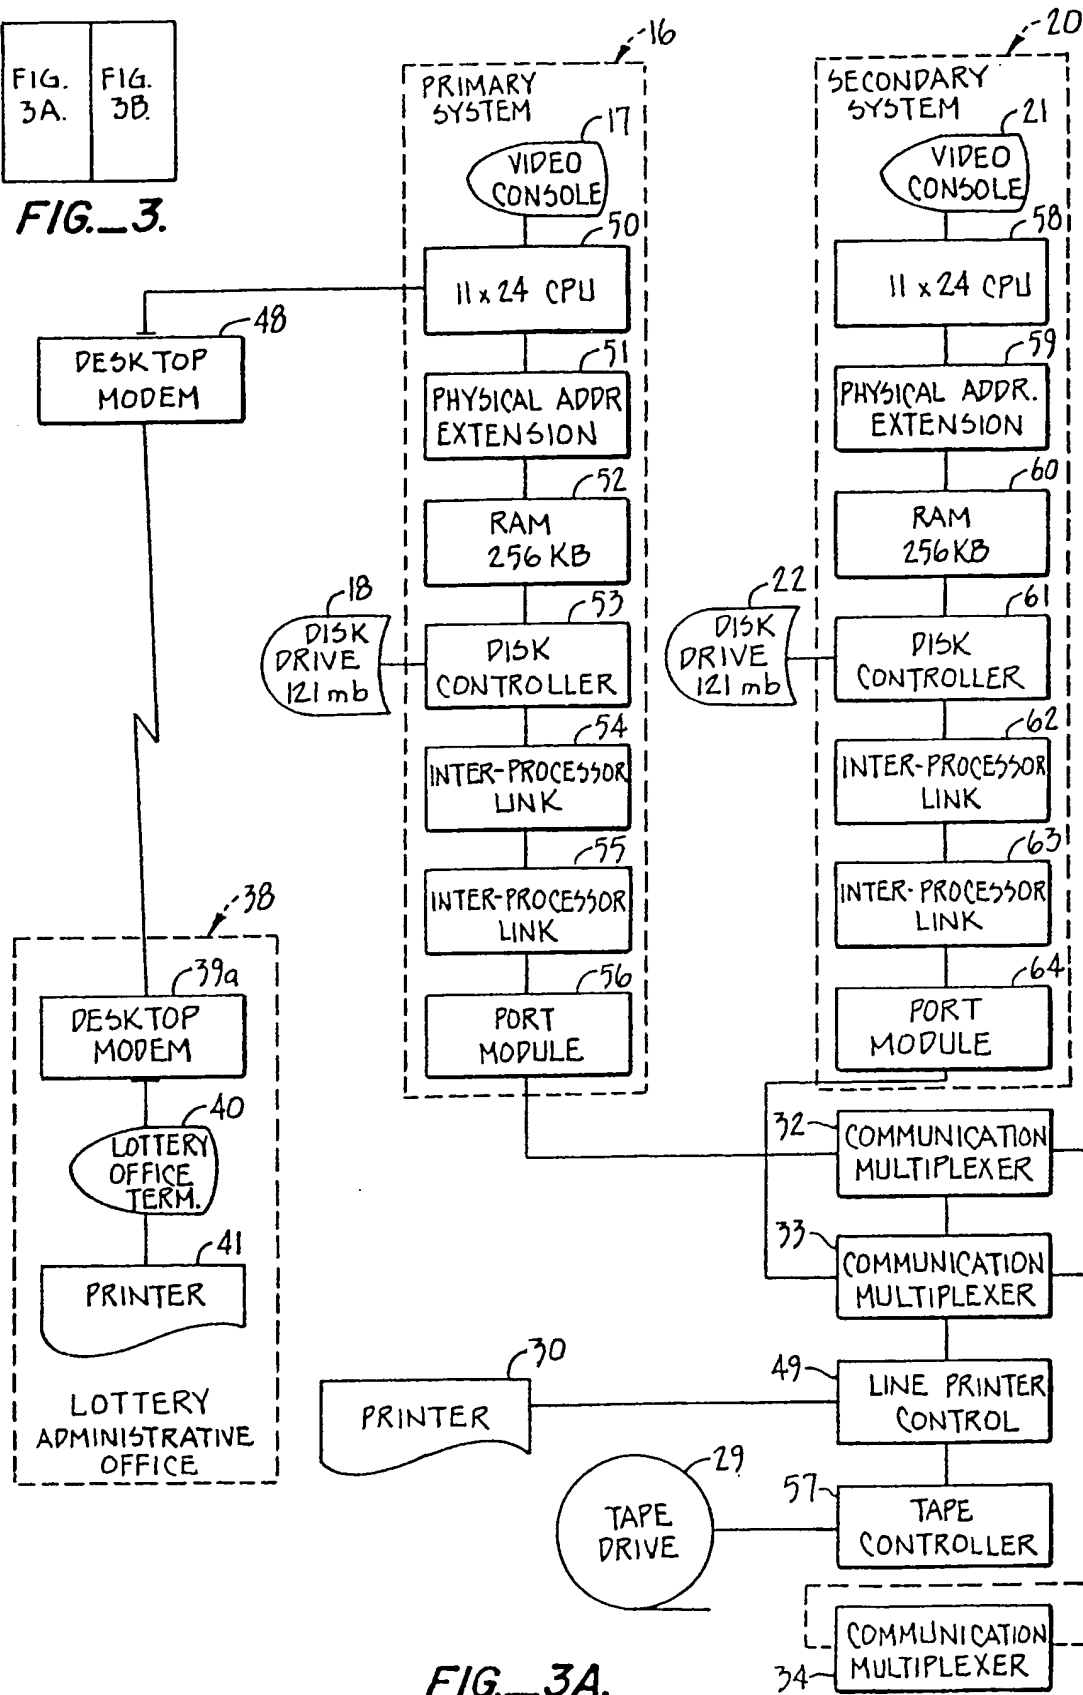 FIG.
3A.
FIG.
3B.
FIG._3.
16
PRIMARY
SYSTEM
17
VIDEO
CONSOLE
50
11 x 24 CPU
51
PHYSICAL ADDR
EXTENSION
52
RAM
256 KB
18
DISK
DRIVE
121 mb
53
DISK
CONTROLLER
54
INTER-PROCESSOR
LINK
55
INTER-PROCESSOR
LINK
56
PORT
MODULE
20
SECONDARY
SYSTEM
21
VIDEO
CONSOLE
58
11 x 24 CPU
59
PHYSICAL ADDR.
EXTENSION
60
RAM
256 KB
22
DISK
DRIVE
121 mb
61
DISK
CONTROLLER
62
INTER-PROCESSOR
LINK
63
INTER-PROCESSOR
LINK
64
PORT
MODULE
48
DESKTOP
MODEM
38
39a
DESKTOP
MODEM
40
LOTTERY
OFFICE
TERM.
41
PRINTER
LOTTERY
ADMINISTRATIVE
OFFICE
32
COMMUNICATION
MULTIPLEXER
33
COMMUNICATION
MULTIPLEXER
30
PRINTER
49
LINE PRINTER
CONTROL
29
TAPE
DRIVE
57
TAPE
CONTROLLER
34
COMMUNICATION
MULTIPLEXER
FIG._3A.